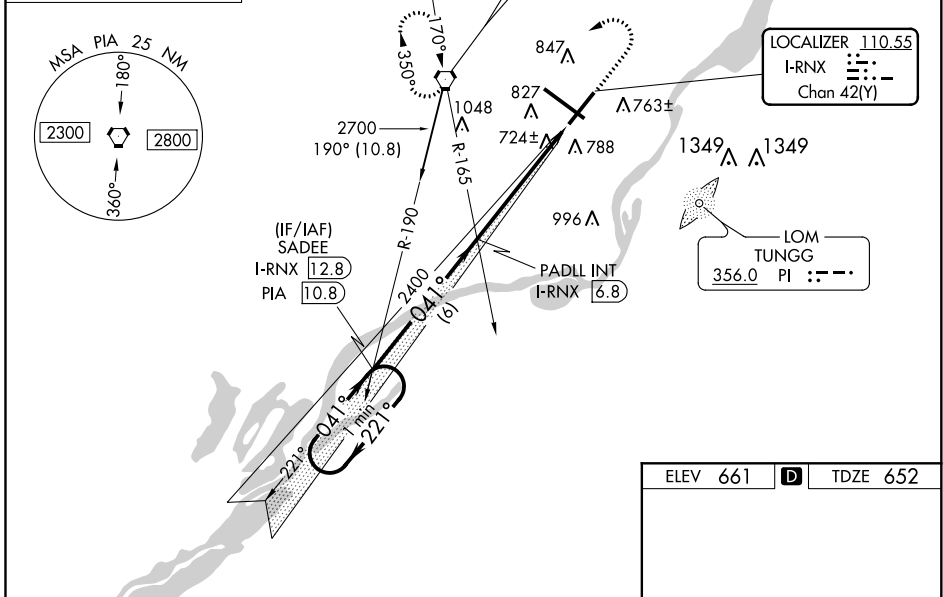 MSA PIA 25 NM
180°
2300
2800
360°
170°
350°
847
LOCALIZER 110.55
I-RNX
Chan 42(Y)
827
763±
1048
724±
788
2700
190° (10.8)
R-165
1349
1349
996
LOM
TUNGG
356.0 PI
R-190
(IF/IAF)
SADEE
I-RNX 12.8
PIA 10.8
2400
041°
(6)
PADLL INT
I-RNX 6.8
041°
1 min
221°
221°
ELEV 661 D TDZE 652